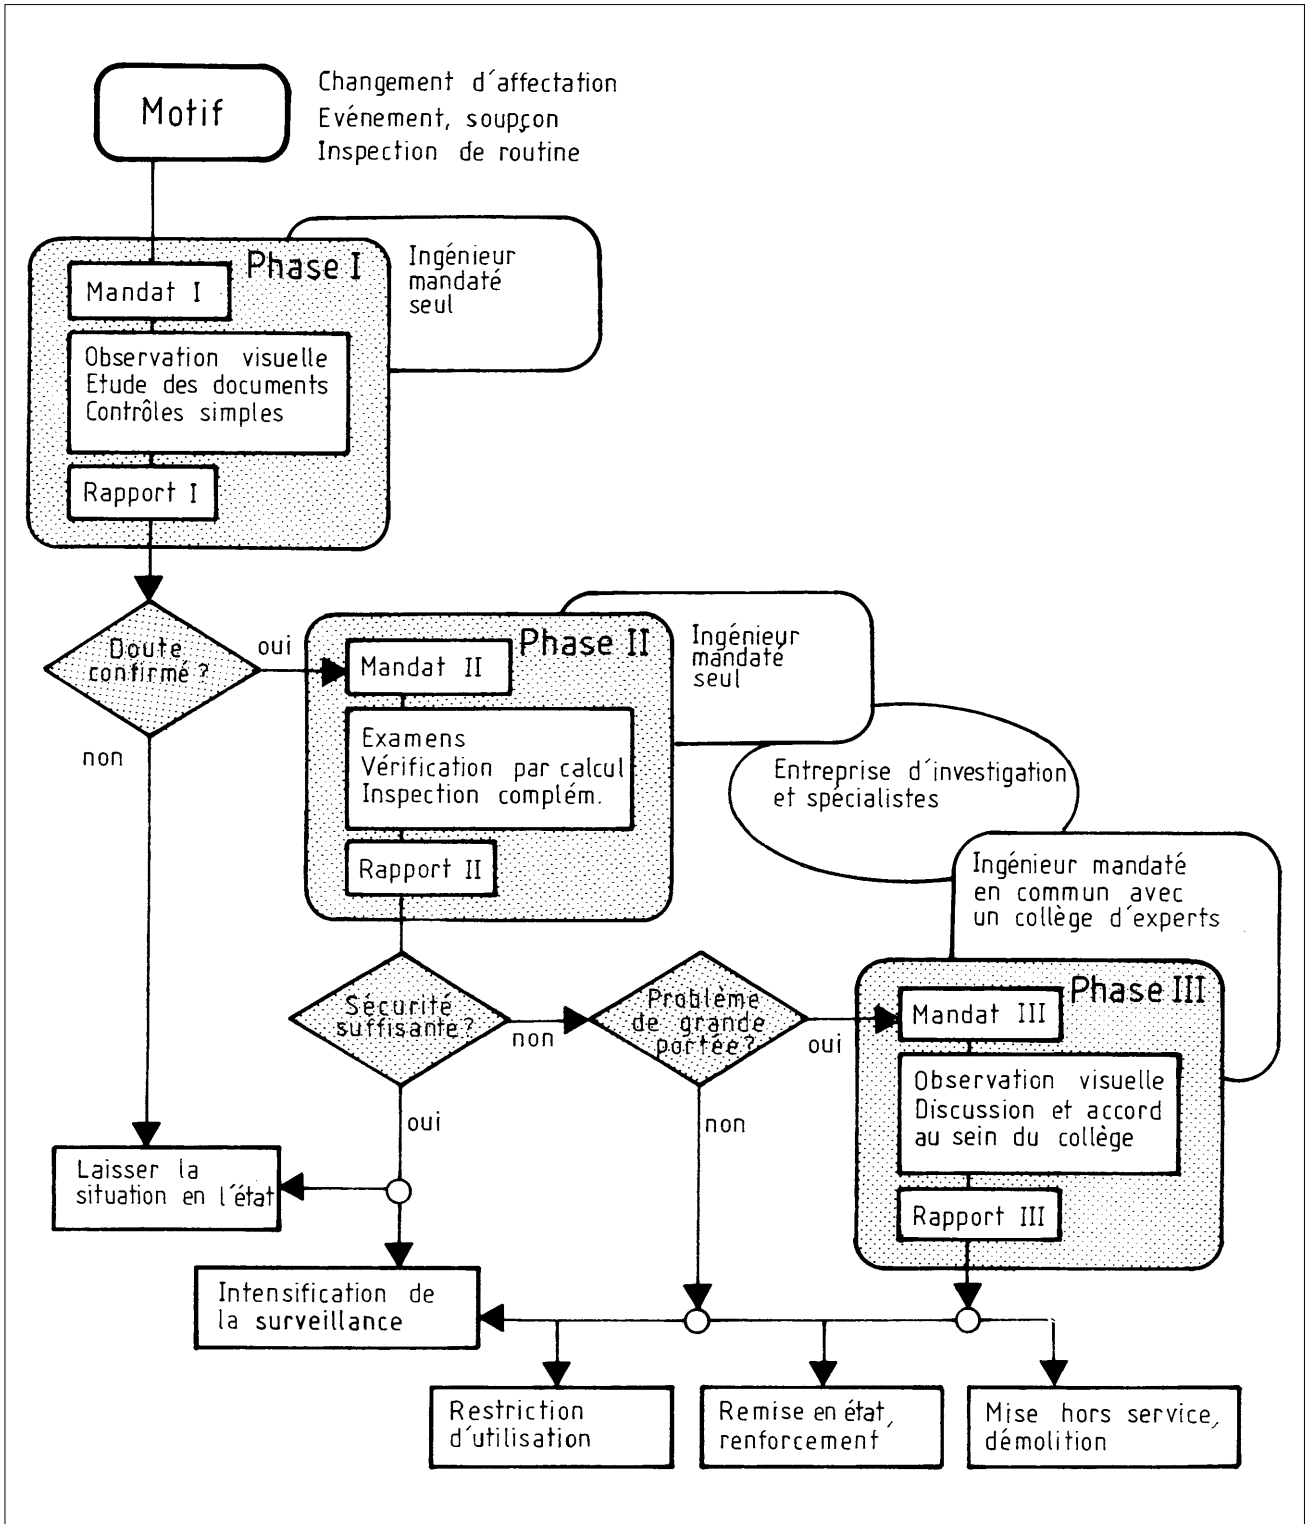 Motif
Changement d´affectation
Evénement, soupçon
Inspection de routine
Phase I
Ingénieur
mandaté
seul
Mandat I
Observation visuelle
Etude des documents
Contrôles simples
Rapport I
Doute
confirmé ?
oui
non
Phase II
Ingénieur
mandaté
seul
Mandat II
Examens
Vérification par calcul
Inspection complém.
Rapport II
Entreprise d´investigation
et spécialistes
Ingénieur mandaté
en commun avec
un collège d´experts
Sécurité
suffisante ?
non
oui
Problème
de grande
portée ?
oui
non
Phase III
Mandat III
Observation visuelle
Discussion et accord
au sein du collège
Rapport III
Laisser la
situation en l´état
Intensification de
la surveillance
Restriction
d´utilisation
Remise en état,
renforcement,
Mise hors service,
démolition